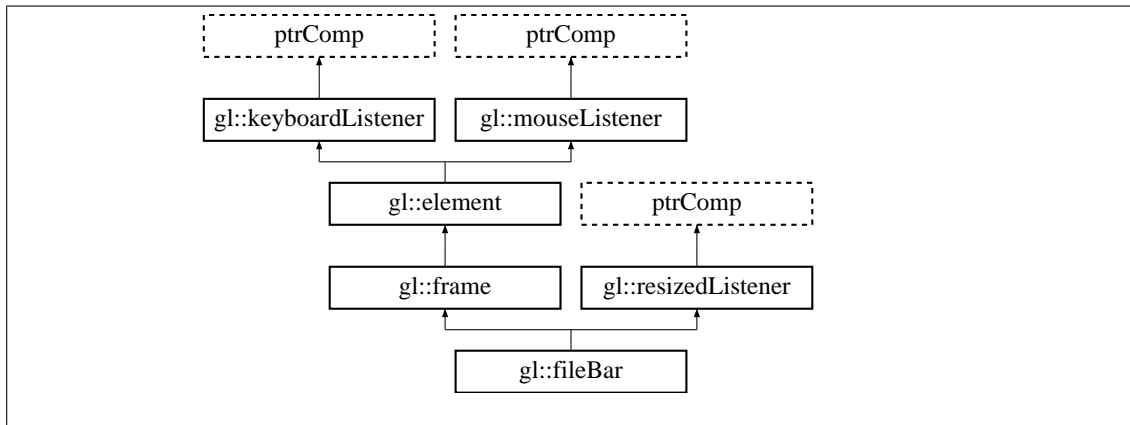 ptrComp
ptrComp
gl::keyboardListener
gl::mouseListener
gl::element
ptrComp
gl::frame
gl::resizedListener
gl::fileBar